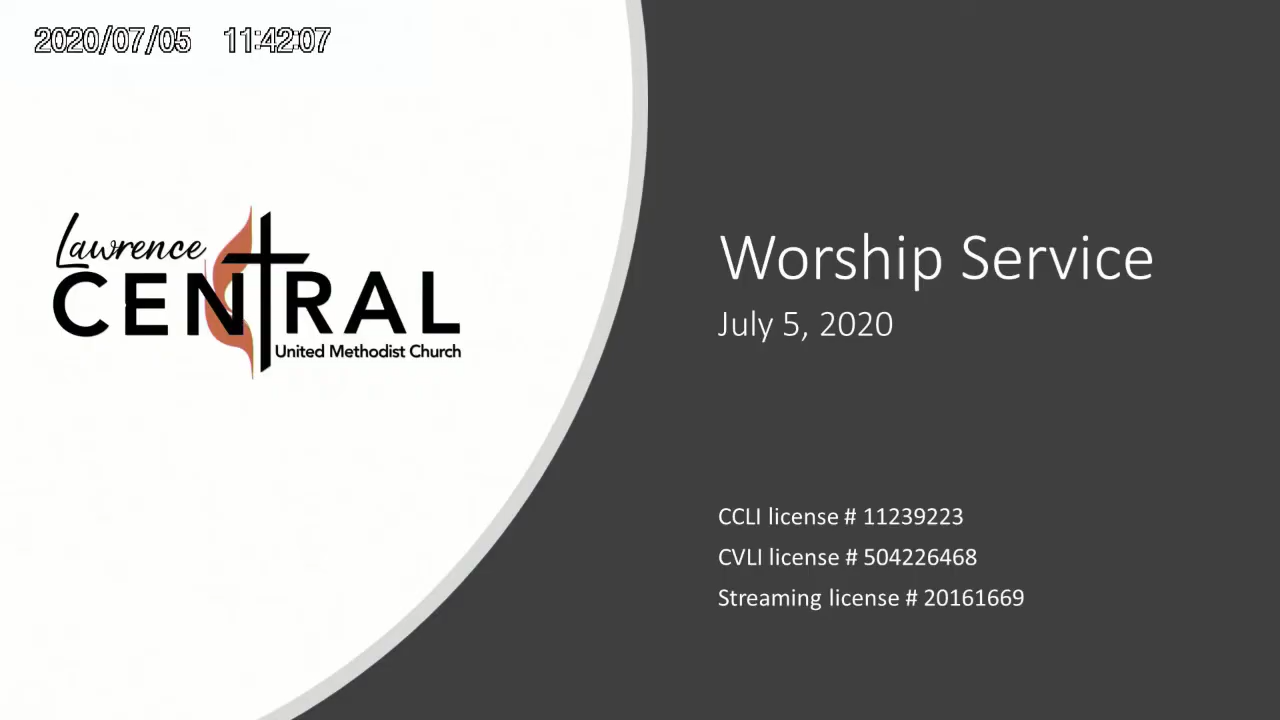 2020/07/05 11:42:07
Lawrence
CENTRAL
United Methodist Church
Worship Service
July 5, 2020
CCLI license # 11239223
CVLI license # 504226468
Streaming license # 20161669